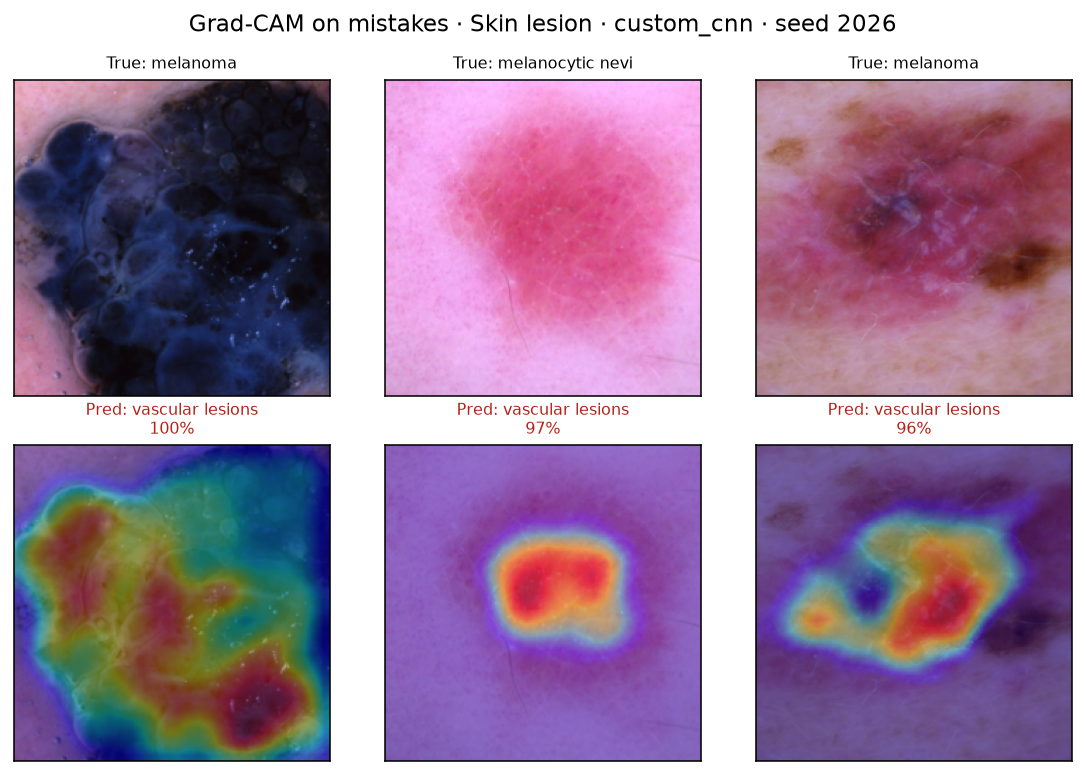 Grad-CAM on mistakes · Skin lesion · custom_cnn · seed 2026
True: melanoma
True: melanocytic nevi
True: melanoma
Pred: vascular lesions
100%
Pred: vascular lesions
97%
Pred: vascular lesions
96%